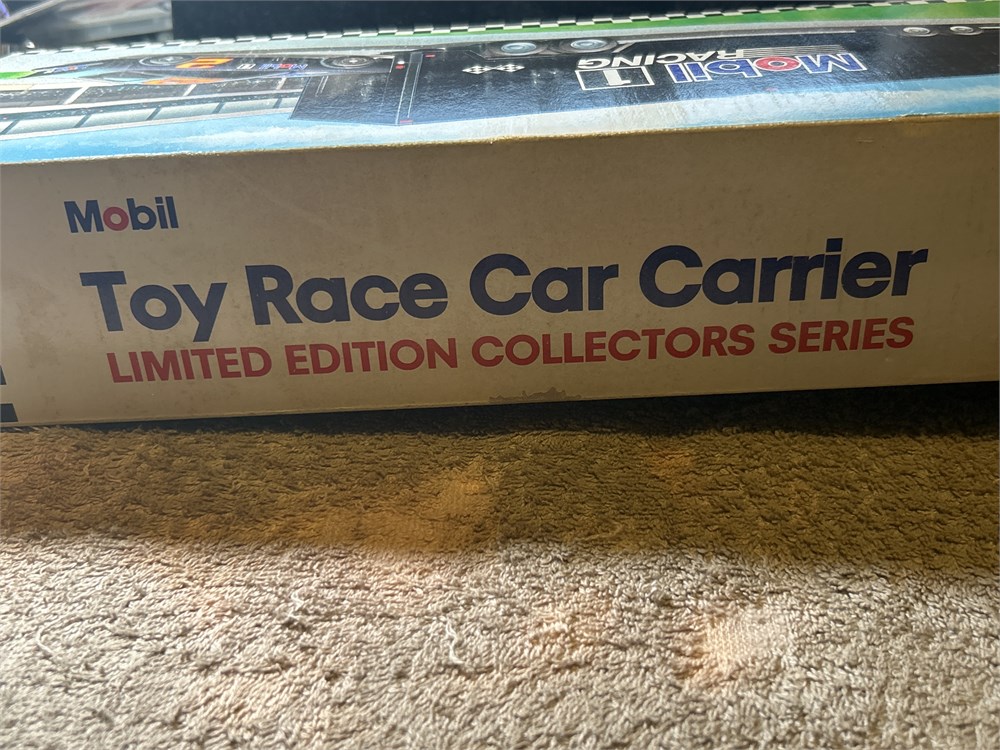 Mobil 1
RACING
Mobil
Toy Race Car Carrier
LIMITED EDITION COLLECTORS SERIES